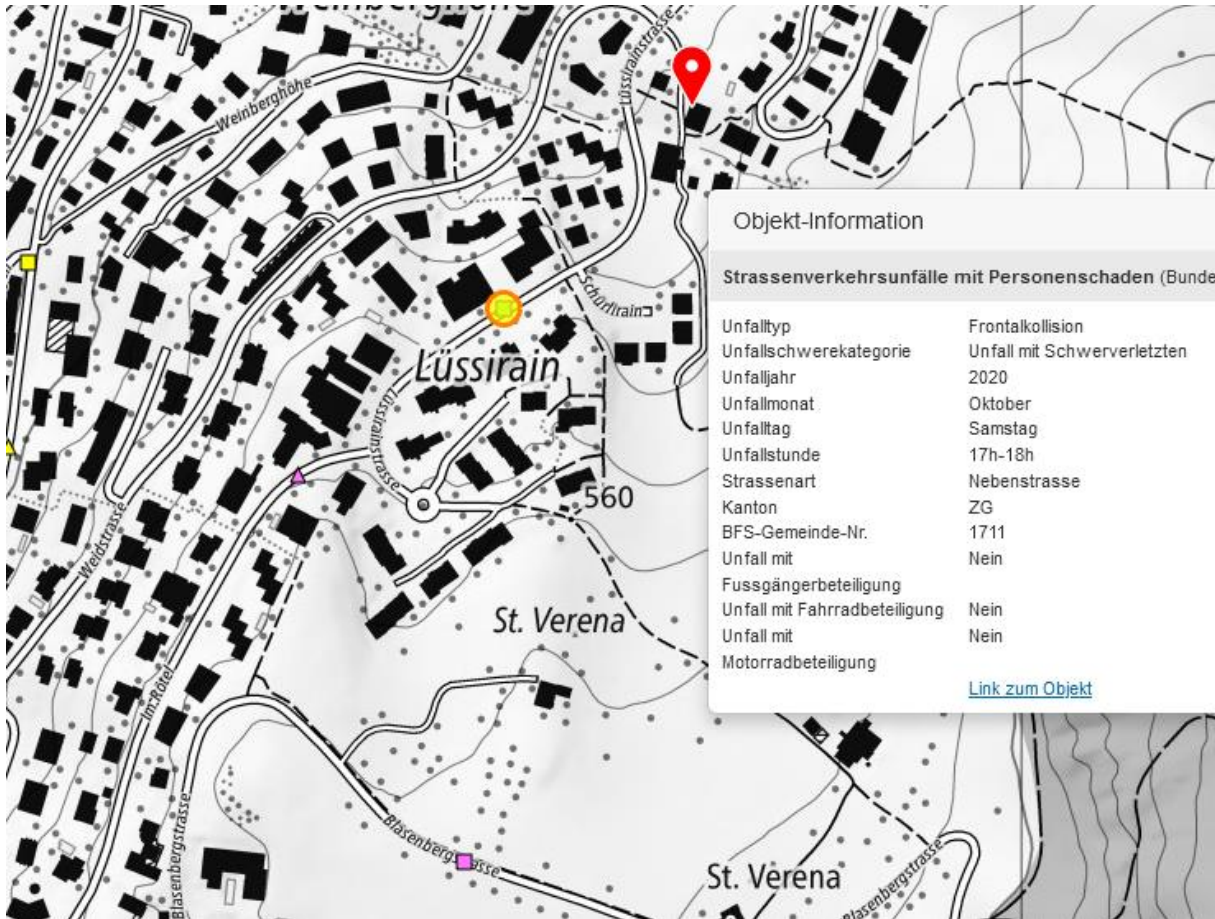 Weinberghöhe
Lüssirainstrasse
Weinberghöhe
Objekt-Information
Strassenverkehrsunfälle mit Personenschaden (Bunde
Schürlirain
Unfalltyp Frontalkollision
Unfallschwerekategorie Unfall mit Schwerverletzten
Lüssirain
Unfalljahr 2020
Unfallmonat Oktober
Lüssirainstrasse
Unfalltag Samstag
Unfallstunde 17h-18h
Strassenart Nebenstrasse
560
Kanton ZG
Weidstrasse
BFS-Gemeinde-Nr. 1711
Unfall mit Nein
Fussgängerbeteiligung
Unfall mit Fahrradbeteiligung Nein
St. Verena
Unfall mit Nein
Motorradbeteiligung
Im Rötel
Link zum Objekt
Blasenbergstrasse
Blasenbergstrasse
St. Verena
Blasenbergstrasse